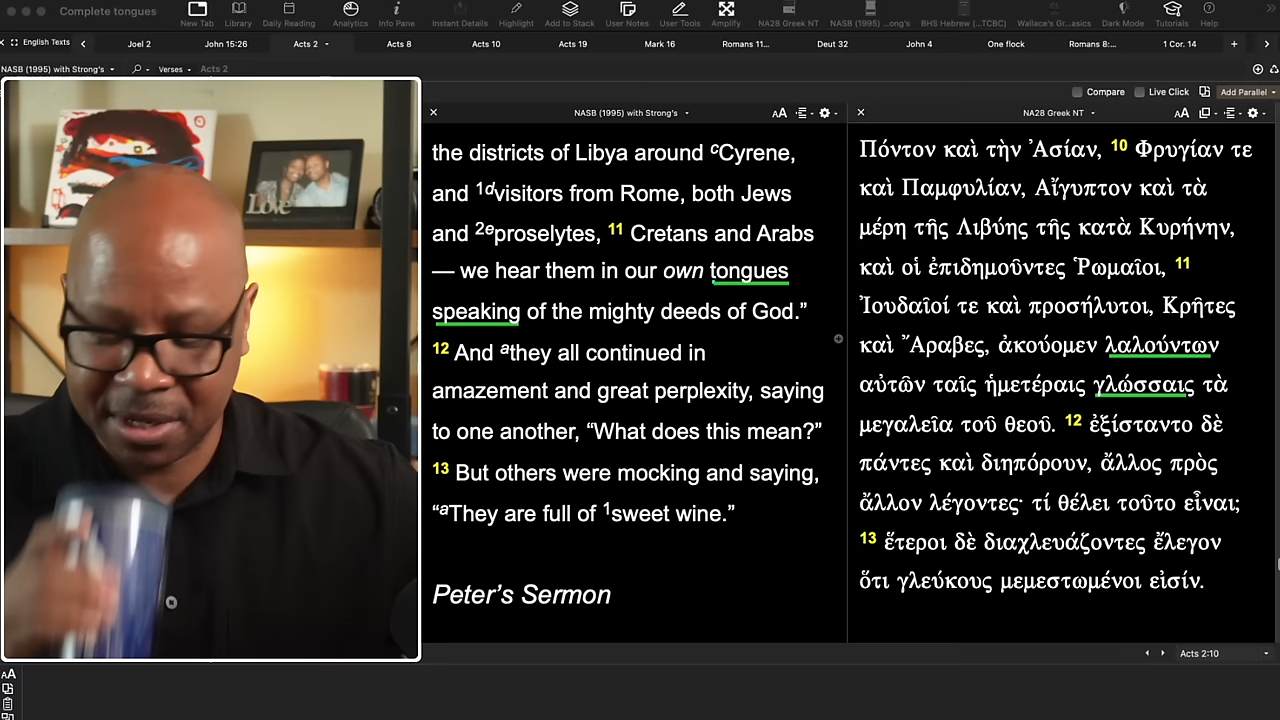 Complete tongues
New Tab
Library
Daily Reading
Analytics
Info Pane
Instant Details
Highlight
Add to Stack
User Notes
User Tools
Amplify
NA28 Greek NT
NASB (1995) ...ong's
BHS Hebrew (...TCBC)
Wallace's Gr...asics
Dark Mode
Tutorials
Help
English Texts
Joel 2
John 15:26
Acts 2
Acts 8
Acts 10
Acts 19
Mark 16
Romans 11...
Deut 32
John 4
One flock
Romans 8:...
1 Cor. 14
NASB (1995) with Strong's
Verses
Acts 2
Compare
Live Click
Add Parallel
NASB (1995) with Strong's
the districts of Libya around cCyrene,
and 1dvisitors from Rome, both Jews
and 2eproselytes, 11 Cretans and Arabs
— we hear them in our own tongues
speaking of the mighty deeds of God.”
12 And athey all continued in
amazement and great perplexity, saying
to one another, “What does this mean?”
13 But others were mocking and saying,
“aThey are full of 1sweet wine.”
Peter’s Sermon
NA28 Greek NT
Πόντον καὶ τὴν Ἀσίαν, 10 Φρυγίαν τε
καὶ Παμφυλίαν, Αἴγυπτον καὶ τὰ
μέρη τῆς Λιβύης τῆς κατὰ Κυρήνην,
καὶ οἱ ἐπιδημοῦντες Ῥωμαῖοι, 11
Ἰουδαῖοί τε καὶ προσήλυτοι, Κρῆτες
καὶ Ἄραβες, ἀκούομεν λαλούντων
αὐτῶν ταῖς ἡμετέραις γλώσσαις τὰ
μεγαλεῖα τοῦ θεοῦ. 12 ἐξίσταντο δὲ
πάντες καὶ διηπόρουν, ἄλλος πρὸς
ἄλλον λέγοντες· τί θέλει τοῦτο εἶναι;
13 ἕτεροι δὲ διαχλευάζοντες ἔλεγον
ὅτι γλεύκους μεμεστωμένοι εἰσίν.
Acts 2:10
Love